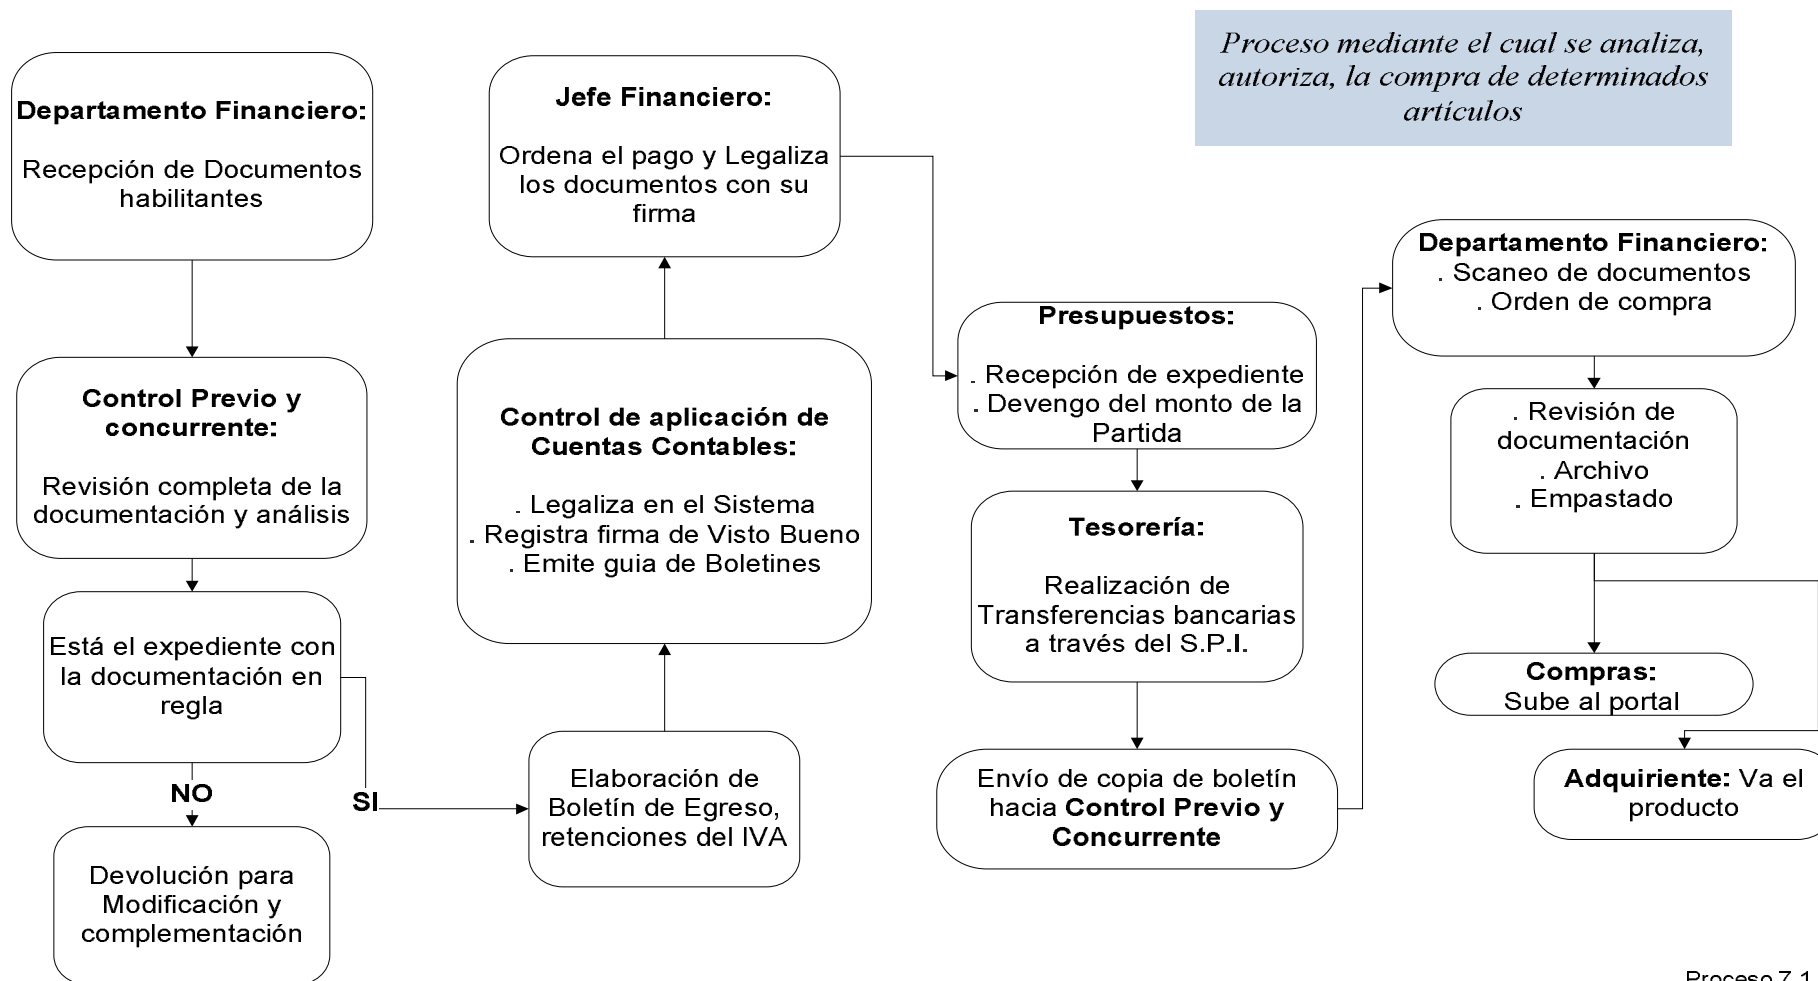 Proceso mediante el cual se analiza,
autoriza, la compra de determinados
artículos
Departamento Financiero:
Recepción de Documentos
habilitantes
Control Previo y
concurrente:
Revisión completa de la
documentación y análisis
Está el expediente con
la documentación en
regla
NO
SI
Devolución para
Modificación y
complementación
Elaboración de
Boletín de Egreso,
retenciones del IVA
Control de aplicación de
Cuentas Contables:
. Legaliza en el Sistema
. Registra firma de Visto Bueno
. Emite guia de Boletines
Jefe Financiero:
Ordena el pago y Legaliza
los documentos con su
firma
Presupuestos:
. Recepción de expediente
. Devengo del monto de la
Partida
Tesorería:
Realización de
Transferencias bancarias
a través del S.P.I.
Envío de copia de boletín
hacia Control Previo y
Concurrente
Departamento Financiero:
. Scaneo de documentos
. Orden de compra
. Revisión de
documentación
. Archivo
. Empastado
Compras:
Sube al portal
Adquiriente: Va el
producto
Proceso 7.1